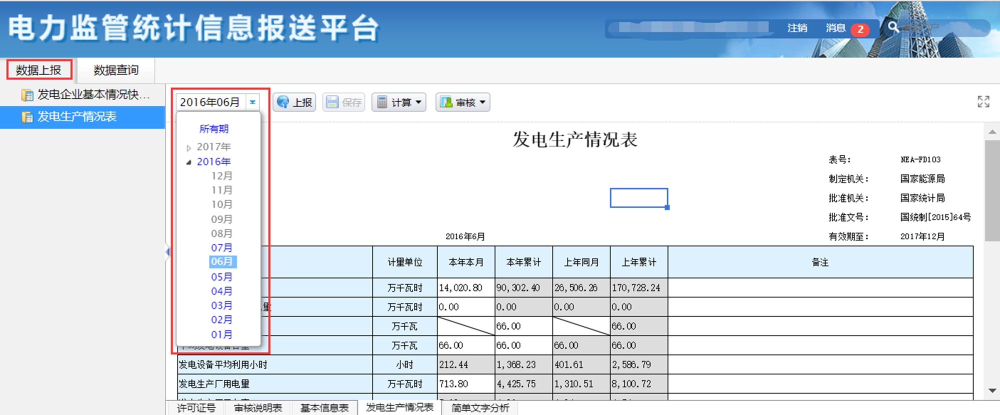 电力监管统计信息报送平台
注销 消息 2
数据上报 数据查询
发电企业基本情况快...
发电生产情况表
2016年06月 上报 保存 计算 审核
所有期
2017年
2016年
12月
11月
10月
09月
08月
07月
06月
05月
04月
03月
02月
01月
发电生产情况表
表号： NEA-FD103
制定机关： 国家能源局
批准机关： 国家统计局
批准文号： 国统制[2015]64号
2016年6月 有效期至： 2017年12月
计量单位 本年本月 本年累计 上年同月 上年累计 备注
万千瓦时 14,020.80 90,302.40 26,506.26 170,728.24
量 万千瓦时 0.00 0.00 0.00 0.00
万千瓦 66.00 66.00
万千瓦 66.00 66.00 66.00 66.00
发电设备平均利用小时 小时 212.44 1,368.23 401.61 2,586.79
发电生产厂用电量 万千瓦时 713.80 4,425.75 1,310.51 8,100.72
许可证号 审核说明表 基本信息表 发电生产情况表 简单文字分析